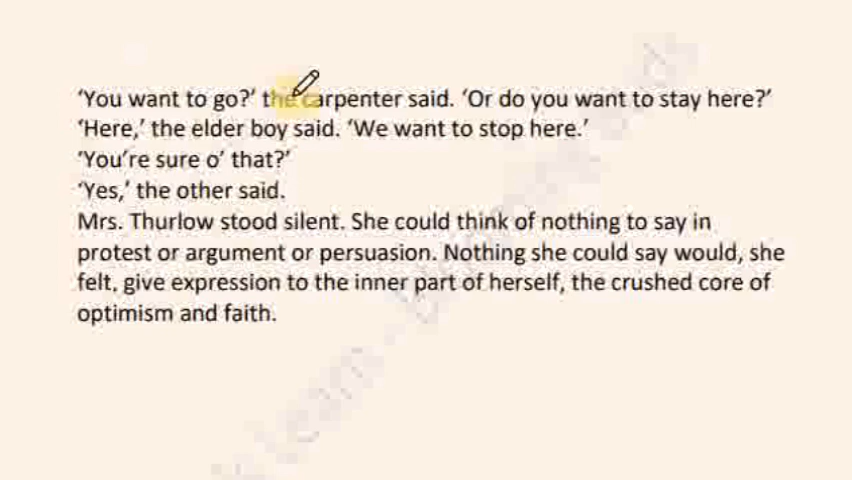 ‘You want to go?’ the carpenter said. ‘Or do you want to stay here?’
‘Here,’ the elder boy said. ‘We want to stop here.’
‘You’re sure o’ that?’
‘Yes,’ the other said.
Mrs. Thurlow stood silent. She could think of nothing to say in
protest or argument or persuasion. Nothing she could say would, she
felt, give expression to the inner part of herself, the crushed core of
optimism and faith.
Learn -